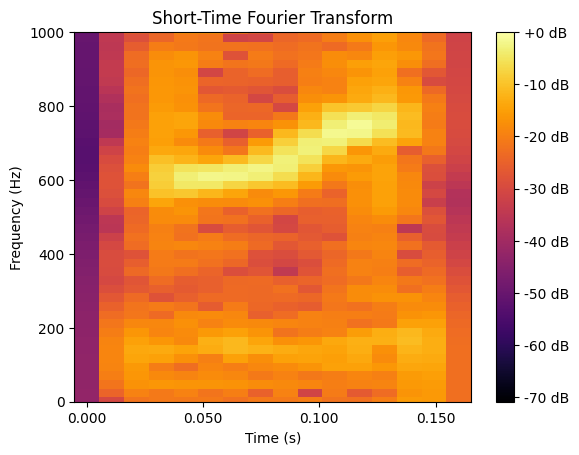 Short-Time Fourier Transform
1000
800
600
400
200
0
Frequency (Hz)
0.000
0.050
0.100
0.150
Time (s)
+0 dB
-10 dB
-20 dB
-30 dB
-40 dB
-50 dB
-60 dB
-70 dB